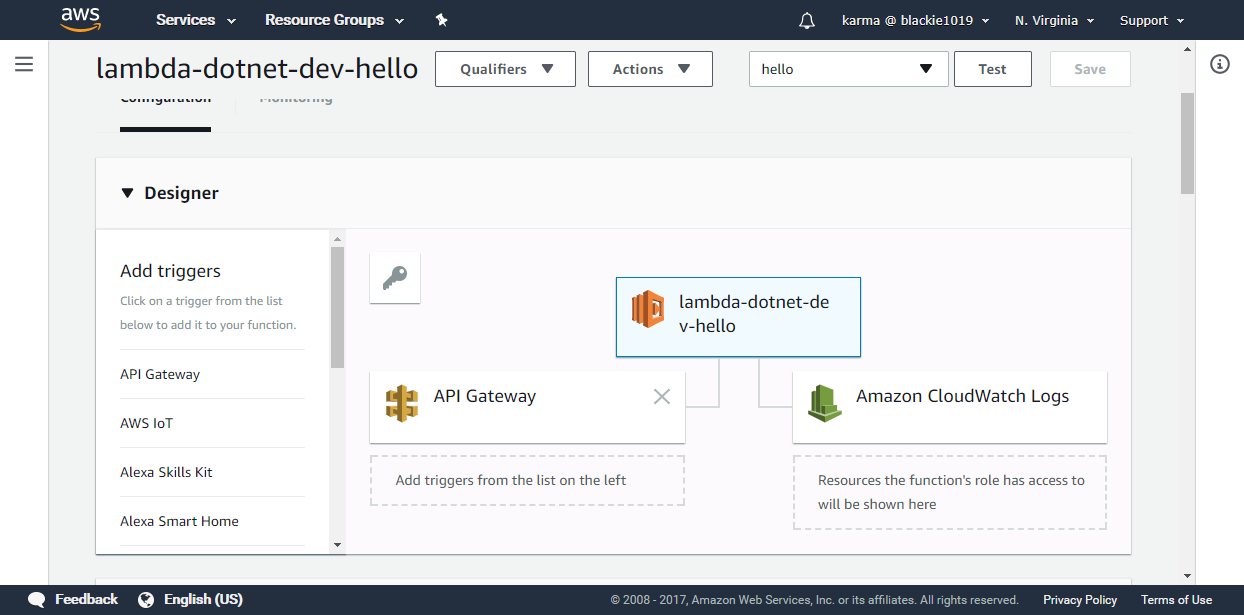 aws Services Resource Groups karma @ blackie1019 N. Virginia Support
lambda-dotnet-dev-hello Qualifiers Actions hello Test Save
Configuration Monitoring
Designer
Add triggers
Click on a trigger from the list
below to add it to your function.
API Gateway
AWS IoT
Alexa Skills Kit
Alexa Smart Home
lambda-dotnet-de
v-hello
API Gateway
Amazon CloudWatch Logs
Add triggers from the list on the left
Resources the function's role has access to
will be shown here
Feedback English (US) © 2008 - 2017, Amazon Web Services, Inc. or its affiliates. All rights reserved. Privacy Policy Terms of Use